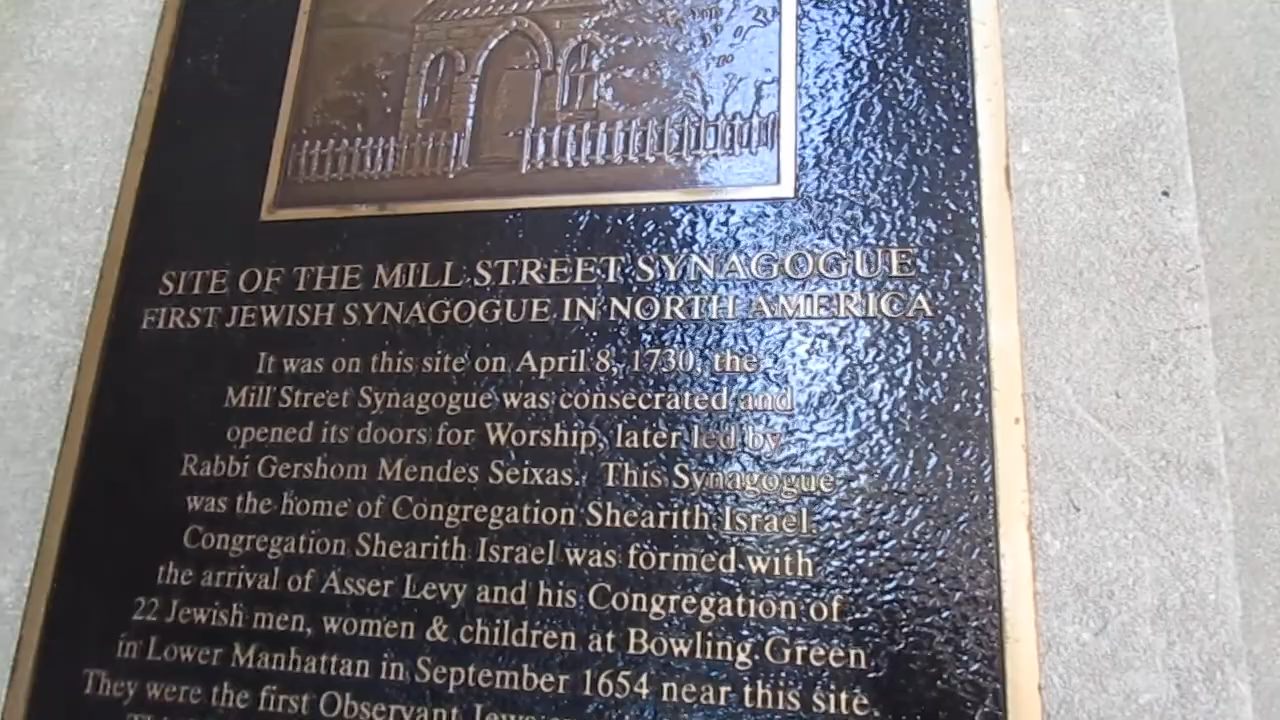 SITE OF THE MILL STREET SYNAGOGUE
FIRST JEWISH SYNAGOGUE IN NORTH AMERICA
It was on this site on April 8, 1730, the
Mill Street Synagogue was consecrated and
opened its doors for Worship, later led by
Rabbi Gershom Mendes Seixas. This Synagogue
was the home of Congregation Shearith Israel.
Congregation Shearith Israel was formed with
the arrival of Asser Levy and his Congregation of
22 Jewish men, women & children at Bowling Green
in Lower Manhattan in September 1654 near this site.
They were the first Observant Jews